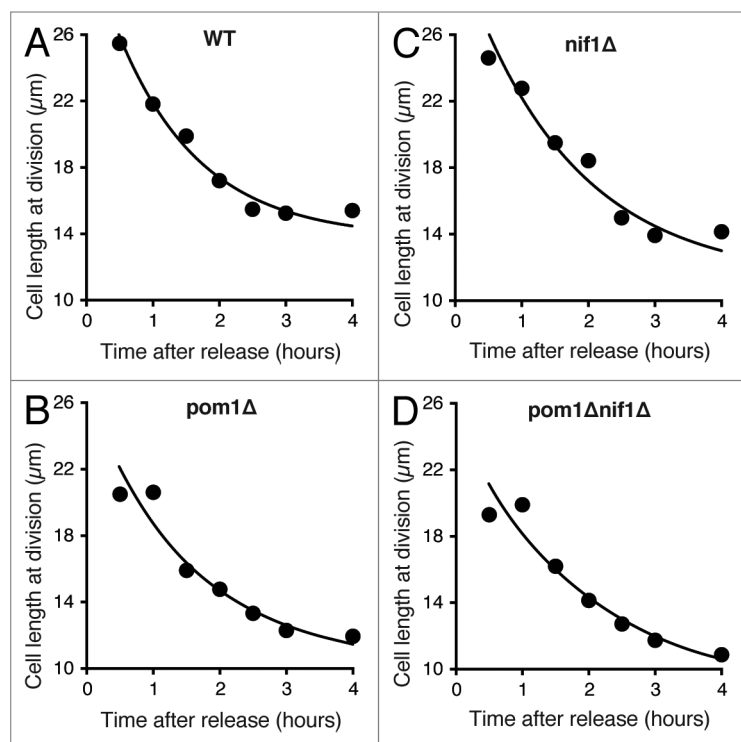 A
WT
Cell length at division (µm)
26
22
18
14
10
0 1 2 3 4
Time after release (hours)
C
nif1Δ
Cell length at division (µm)
26
22
18
14
10
0 1 2 3 4
Time after release (hours)
B
pom1Δ
Cell length at division (µm)
26
22
18
14
10
0 1 2 3 4
Time after release (hours)
D
pom1Δnif1Δ
Cell length at division (µm)
26
22
18
14
10
0 1 2 3 4
Time after release (hours)